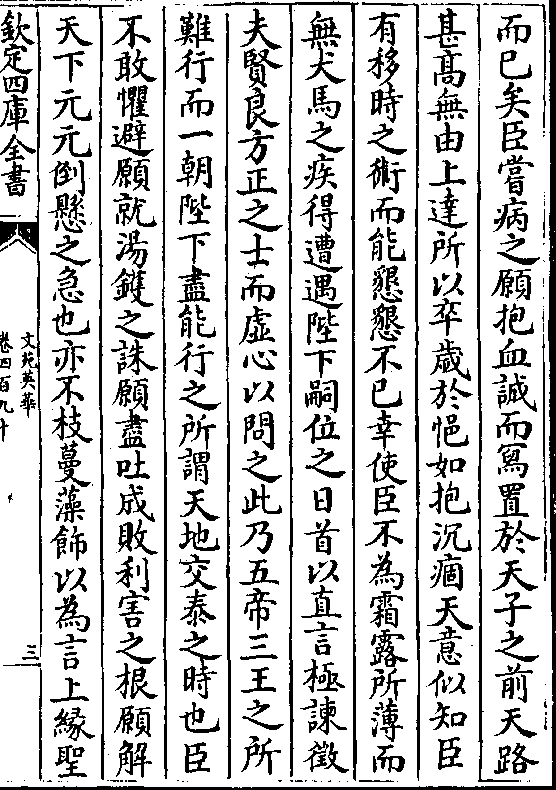 而已矣臣嘗病之願抱血誠而寫置於天子之前天路
甚髙無由上達所以卒歳於悒如抱沉痼天意似知臣
有移時之術而能懇懇不已幸使臣不為霜露所薄而
無犬馬之疾得遭遇陛下嗣位之日首以直言極諫徵
夫賢良方正之士而虚心以問之此乃五帝三王之所
難行而一朝陛下盡能行之所謂天地交泰之時也臣
不敢懼避願就湯鑊之誅願盡吐成敗利害之根願解
天下元元倒懸之急也亦不枝蔓藻飾以為言上縁聖
欽定四庫全書
文苑英華
卷四百九十
三